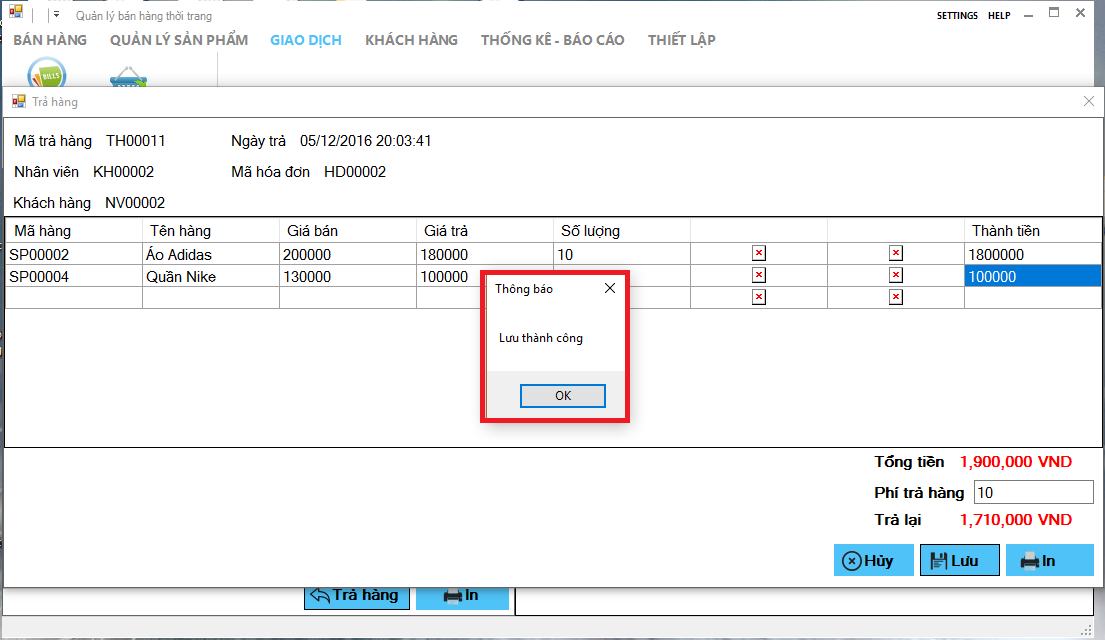 Quản lý bán hàng thời trang
SETTINGS HELP
BÁN HÀNG QUẢN LÝ SẢN PHẨM GIAO DỊCH KHÁCH HÀNG THỐNG KÊ - BÁO CÁO THIẾT LẬP
BILLS
Trả hàng
Mã trả hàng TH00011 Ngày trả 05/12/2016 20:03:41
Nhân viên KH00002 Mã hóa đơn HD00002
Khách hàng NV00002
Mã hàng Tên hàng Giá bán Giá trả Số lượng Thành tiền
SP00002 Áo Adidas 200000 180000 10 1800000
SP00004 Quần Nike 130000 100000 100000
Thông báo
Lưu thành công
OK
Tổng tiền 1,900,000 VND
Phí trả hàng 10
Trả lại 1,710,000 VND
Hủy Lưu In
Trả hàng In